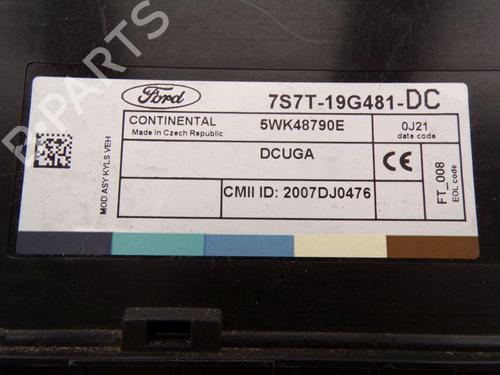 Ford
7S7T-19G481-DC
CONTINENTAL
Made in Czech Republic
5WK48790E
0J21
date code
DCUGA
CE
CMII ID: 2007DJ0476
MOD ASY KYLS VEH
FT_008
EOL code
B-PARTS